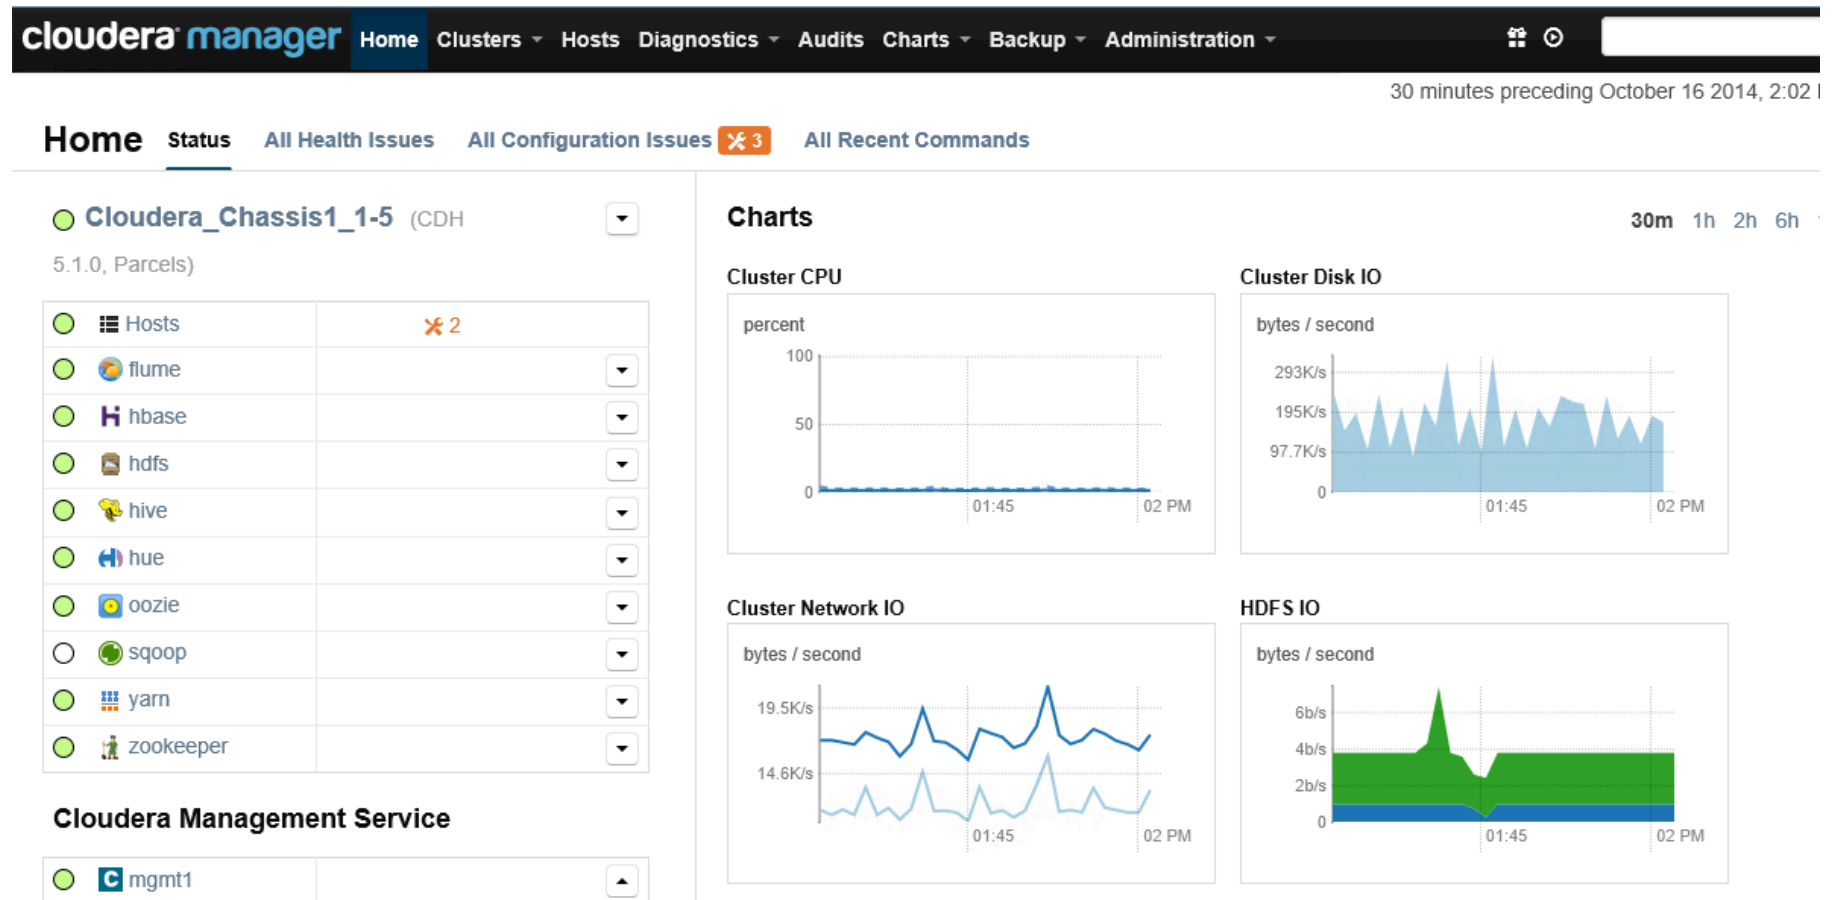 cloudera manager Home Clusters Hosts Diagnostics Audits Charts Backup Administration
30 minutes preceding October 16 2014, 2:02
Home Status All Health Issues All Configuration Issues 3 All Recent Commands
Cloudera_Chassis1_1-5 (CDH
5.1.0, Parcels)
Hosts 2
flume
hbase
hdfs
hive
hue
oozie
sqoop
yarn
zookeeper
Cloudera Management Service
C mgmt1
Charts
30m 1h 2h 6h
Cluster CPU
percent
100
50
0
01:45 02 PM
Cluster Disk IO
bytes / second
293K/s
195K/s
97.7K/s
0
01:45 02 PM
Cluster Network IO
bytes / second
19.5K/s
14.6K/s
01:45 02 PM
HDFS IO
bytes / second
6b/s
4b/s
2b/s
0
01:45 02 PM